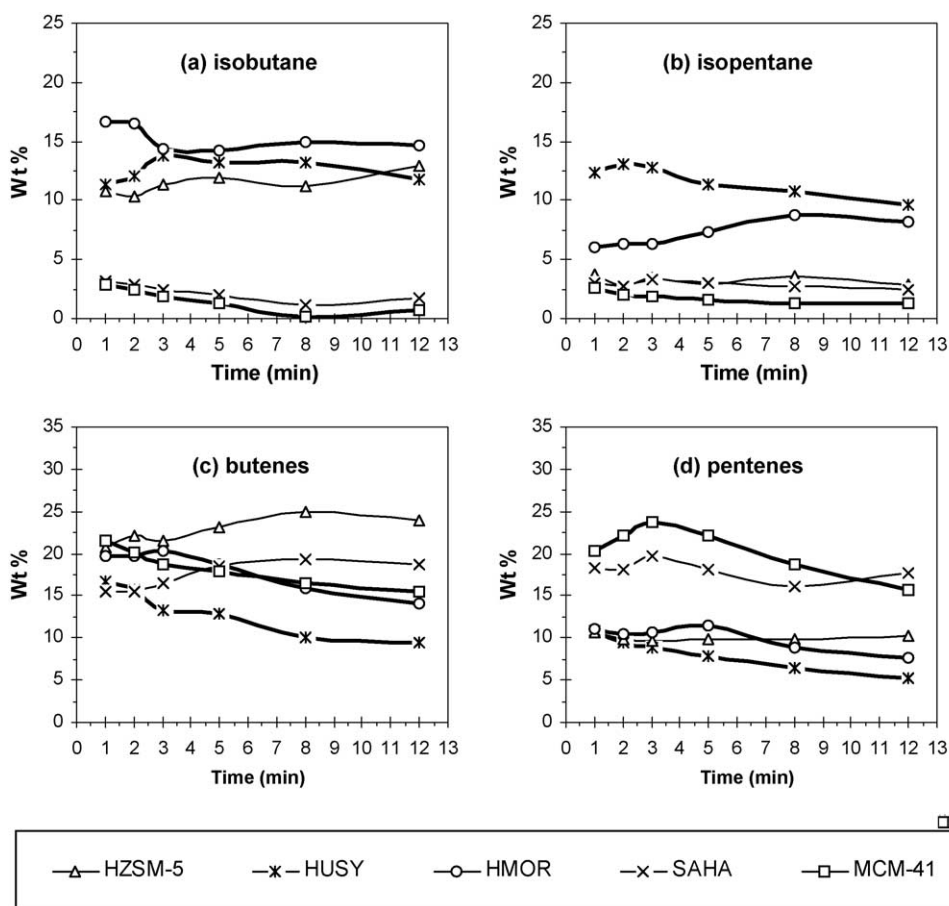 25
20
15
10
5
0
Wt %
(a) isobutane
0 1 2 3 4 5 6 7 8 9 10 11 12 13
Time (min)
25
20
15
10
5
0
Wt %
(b) isopentane
0 1 2 3 4 5 6 7 8 9 10 11 12 13
Time (min)
35
30
25
20
15
10
5
0
Wt %
(c) butenes
0 1 2 3 4 5 6 7 8 9 10 11 12 13
Time (min)
35
30
25
20
15
10
5
0
Wt %
(d) pentenes
0 1 2 3 4 5 6 7 8 9 10 11 12 13
Time (min)
HZSM-5 HUSY HMOR SAHA MCM-41